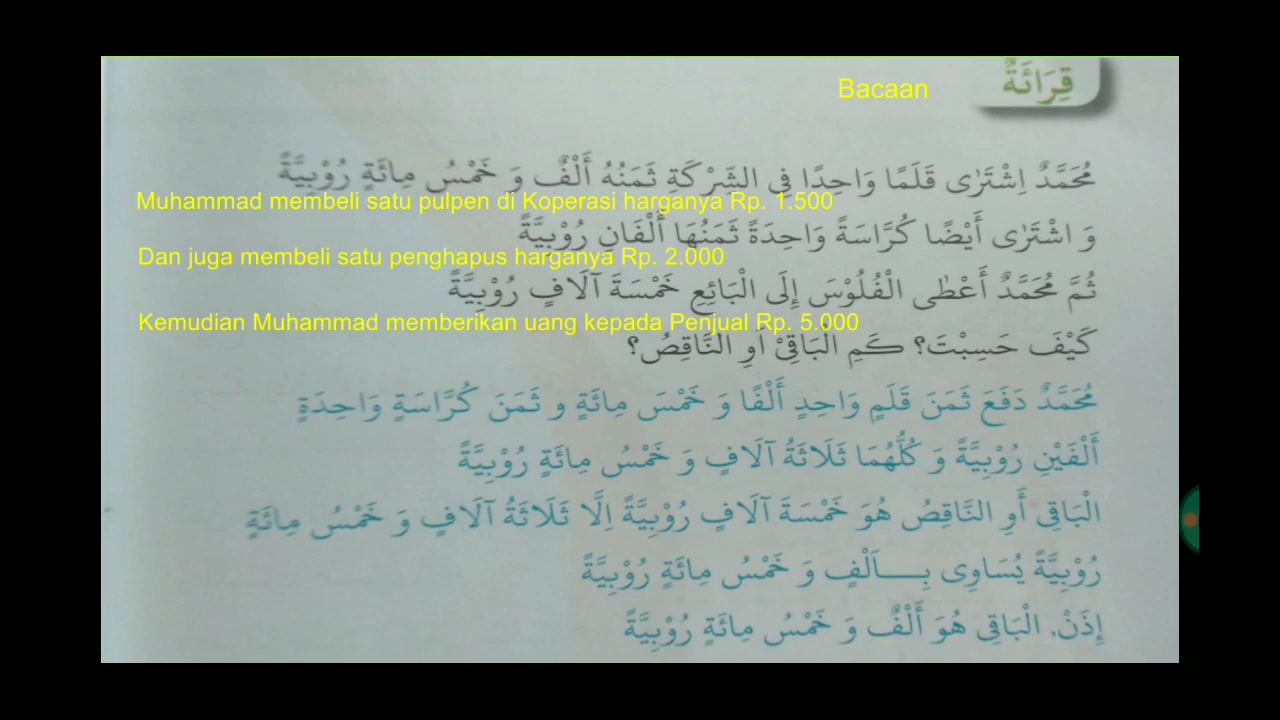 Bacaan قِرَائَةٌ
مُحَمَّدٌ اِشْتَرٰى قَلَمًا وَاحِدًا فِى الشِّرْكَةِ ثَمَنُهُ أَلْفٌ وَ خَمْسُ مِائَةٍ رُوْبِيَّةً
Muhammad membeli satu pulpen di Koperasi harganya Rp. 1.500
وَ اشْتَرٰى أَيْضًا كُرَّاسَةً وَاحِدَةً ثَمَنُهَا أَلْفَانِ رُوْبِيَّةً
Dan juga membeli satu penghapus harganya Rp. 2.000
ثُمَّ مُحَمَّدٌ أَعْطٰى الْفُلُوْسَ إِلَى الْبَائِعِ خَمْسَةَ آلَافٍ رُوْبِيَّةً
Kemudian Muhammad memberikan uang kepada Penjual Rp. 5.000
كَيْفَ حَسِبْتَ؟ كَمِ الْبَاقِيْ اَوِ النَّاقِصُ؟
مُحَمَّدٌ دَفَعَ ثَمَنَ قَلَمٍ وَاحِدٍ أَلْفًا وَ خَمْسَ مِائَةٍ و ثَمَنَ كُرَّاسَةٍ وَاحِدَةٍ
أَلْفَيْنِ رُوْبِيَّةً وَ كُلُّهُمَا ثَلَاثَةُ آلَافٍ وَ خَمْسُ مِائَةٍ رُوْبِيَّةً
الْبَاقِى أَوِ النَّاقِصُ هُوَ خَمْسَةَ آلَافٍ رُوْبِيَّةً اِلَّا ثَلَاثَةُ آلَافٍ وَ خَمْسُ مِائَةٍ
رُوْبِيَّةً يُسَاوِى بِـــاَلْفٍ وَ خَمْسُ مِائَةٍ رُوْبِيَّةً
إِذَنْ, الْبَاقِى هُوَ أَلْفٌ وَ خَمْسُ مِائَةٍ رُوْبِيَّةً